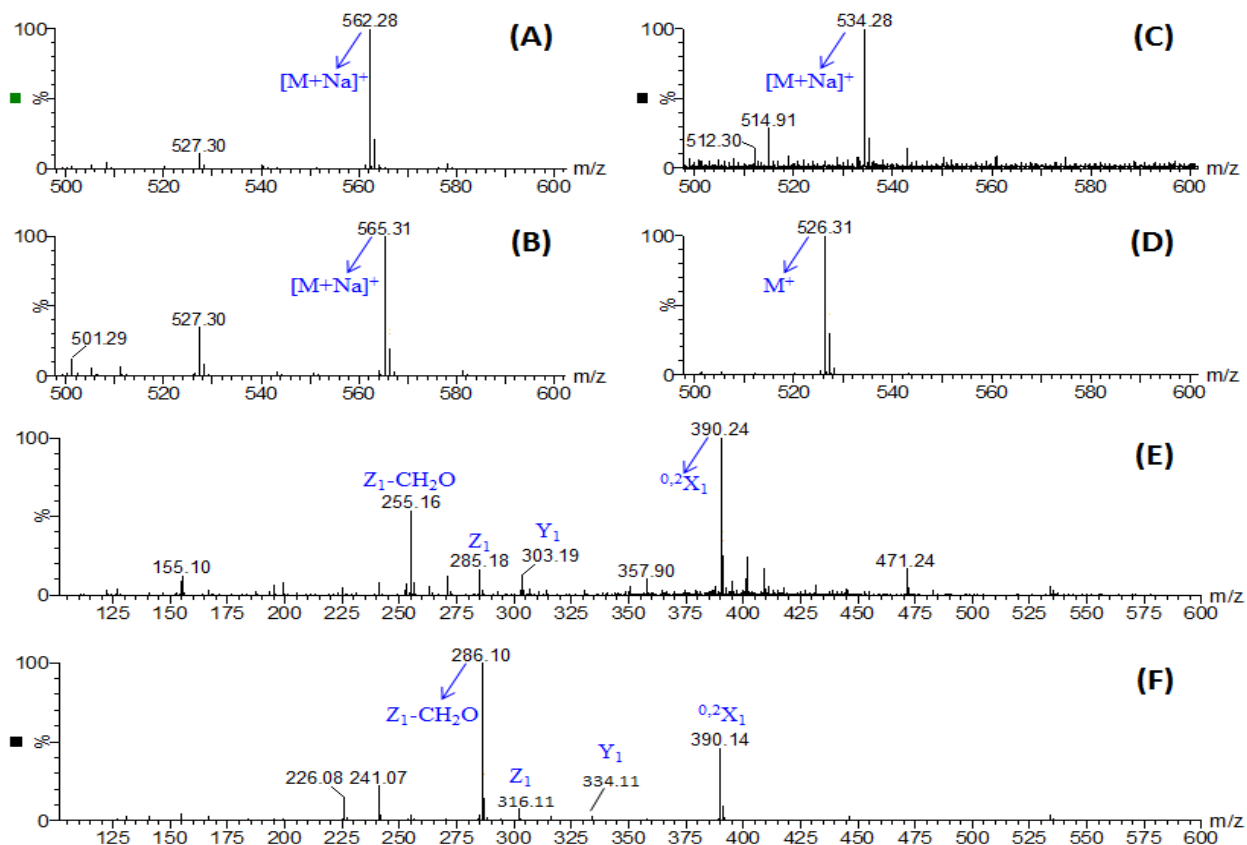 100
562.28
(A)
[M+Na]+
%
527.30
0
500 520 540 560 580 600 m/z
100
534.28
(C)
[M+Na]+
%
512.30
514.91
0
500 520 540 560 580 600 m/z
100
565.31
(B)
[M+Na]+
%
501.29
527.30
0
500 520 540 560 580 600 m/z
100
526.31
(D)
M+
%
0
500 520 540 560 580 600 m/z
100
390.24
(E)
Z1-CH2O
255.16
0,2X1
%
Z1
Y1
155.10
285.18
303.19
357.90
471.24
0
125 150 175 200 225 250 275 300 325 350 375 400 425 450 475 500 525 550 575 600 m/z
100
286.10
(F)
Z1-CH2O
0,2X1
390.14
%
226.08 241.07
Z1
316.11
Y1
334.11
0
125 150 175 200 225 250 275 300 325 350 375 400 425 450 475 500 525 550 575 600 m/z